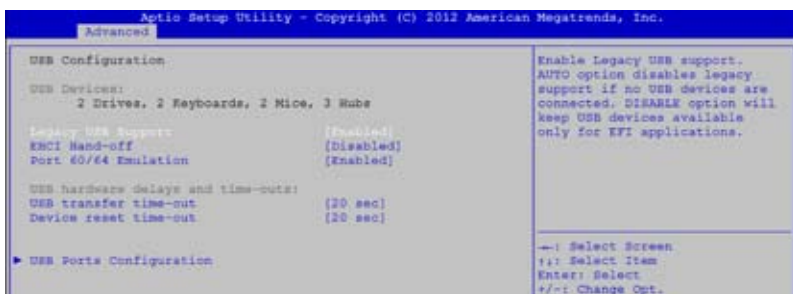 Aptio Setup Utility - Copyright (C) 2012 American Megatrends, Inc.
Advanced
USB Configuration
USB Devices:
2 Drives, 2 Keyboards, 2 Mice, 3 Hubs
Legacy USB Support [Enabled]
EHCI Hand-off [Disabled]
Port 60/64 Emulation [Enabled]
USB hardware delays and time-outs:
USB transfer time-out [20 sec]
Device reset time-out [20 sec]
► USB Ports Configuration
Enable Legacy USB support.
AUTO option disables legacy
support if no USB devices are
connected. DISABLE option will
keep USB devices available
only for EFI applications.
→←: Select Screen
↑↓: Select Item
Enter: Select
+/-: Change Opt.